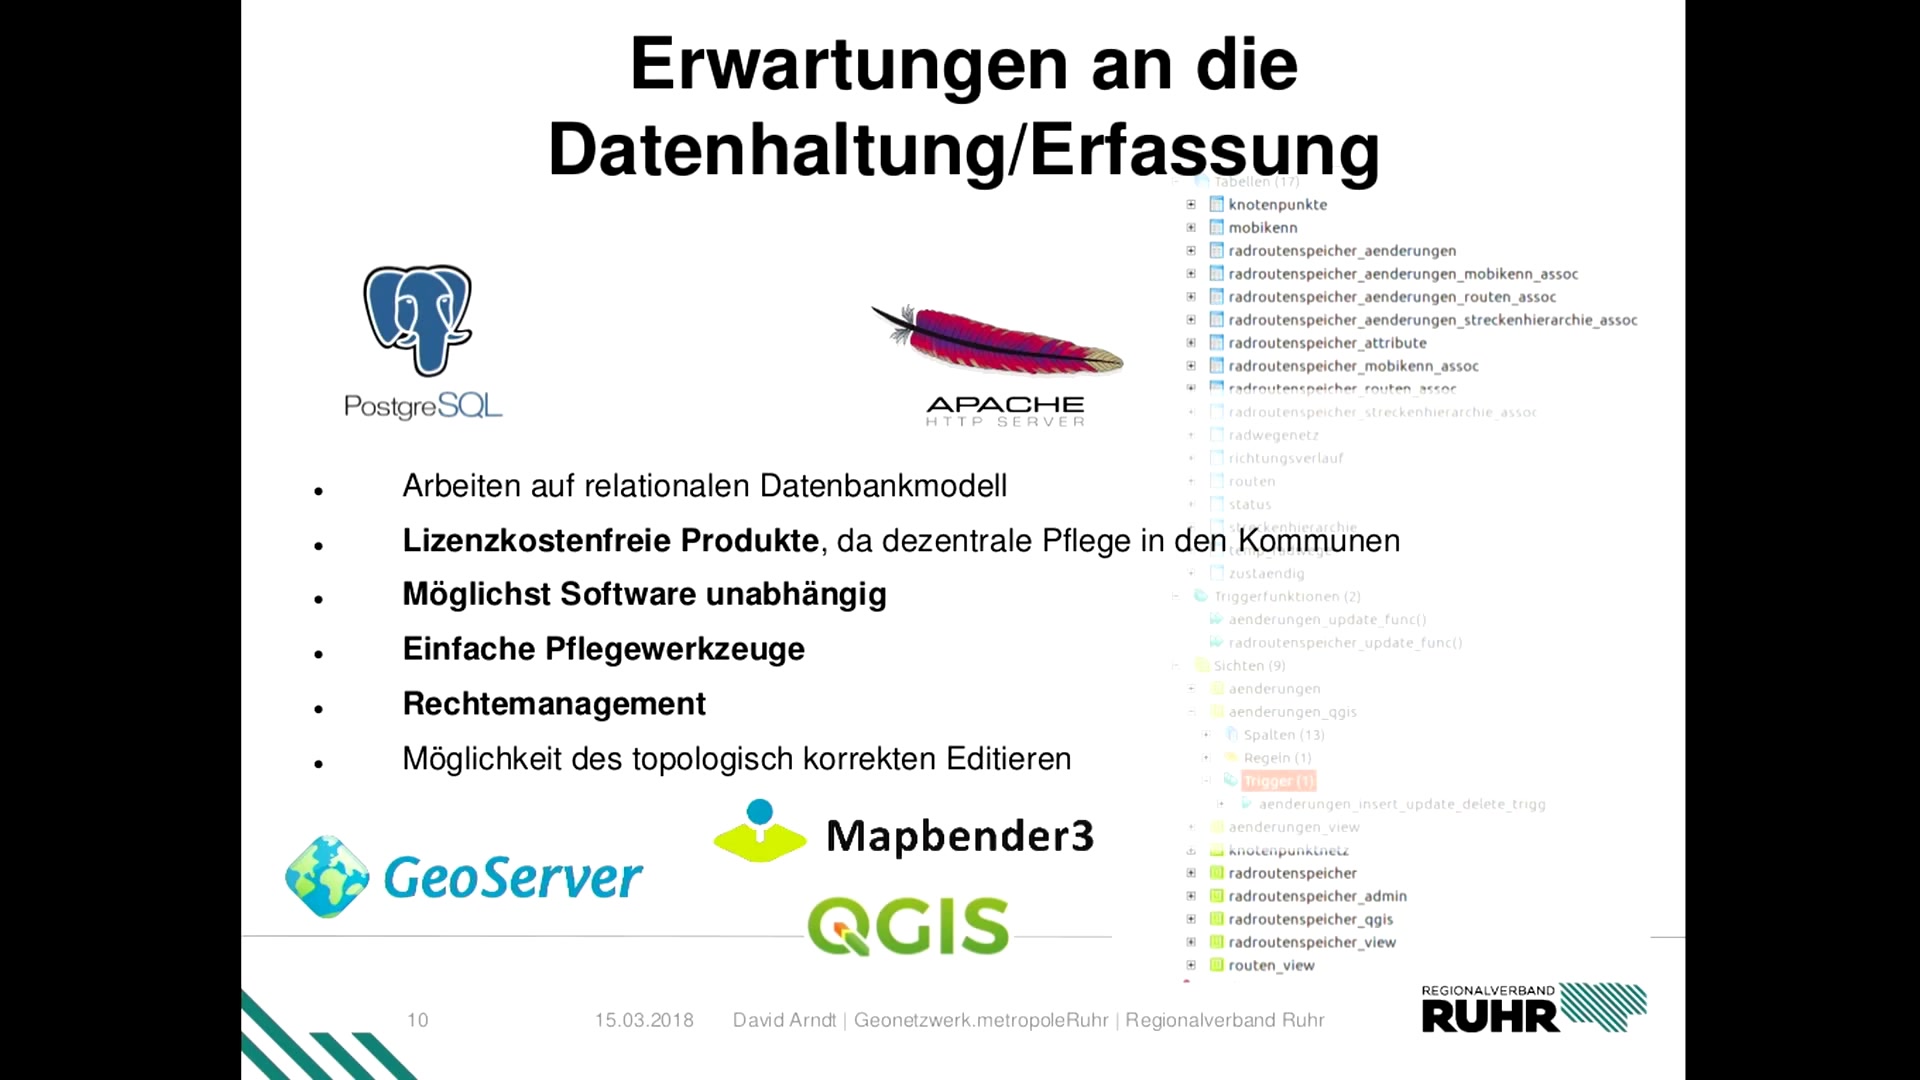 Erwartungen an die
Datenhaltung/Erfassung
PostgreSQL
APACHE
HTTP SERVER
Arbeiten auf relationalen Datenbankmodell
Lizenzkostenfreie Produkte, da dezentrale Pflege in den Kommunen
Möglichst Software unabhängig
Einfache Pflegewerkzeuge
Rechtemanagement
Möglichkeit des topologisch korrekten Editieren
Tabellen (17)
knotenpunkte
mobikenn
radroutenspeicher_aenderungen
radroutenspeicher_aenderungen_mobikenn_assoc
radroutenspeicher_aenderungen_routen_assoc
radroutenspeicher_aenderungen_streckenhierarchie_assoc
radroutenspeicher_attribute
radroutenspeicher_mobikenn_assoc
radroutenspeicher_routen_assoc
radroutenspeicher_streckenhierarchie_assoc
radwegenetz
richtungsverlauf
routen
status
streckenhierarchie
zustaendig
Triggerfunktionen (2)
aenderungen_update_func()
radroutenspeicher_update_func()
Sichten (9)
aenderungen
aenderungen_qgis
Spalten (13)
Regeln (1)
Trigger (1)
aenderungen_insert_update_delete_trigg
aenderungen_view
knotenpunktnetz
radroutenspeicher
radroutenspeicher_admin
radroutenspeicher_qgis
radroutenspeicher_view
routen_view
GeoServer
Mapbender3
QGIS
10
15.03.2018
David Arndt | Geonetzwerk.metropoleRuhr | Regionalverband Ruhr
REGIONALVERBAND
RUHR